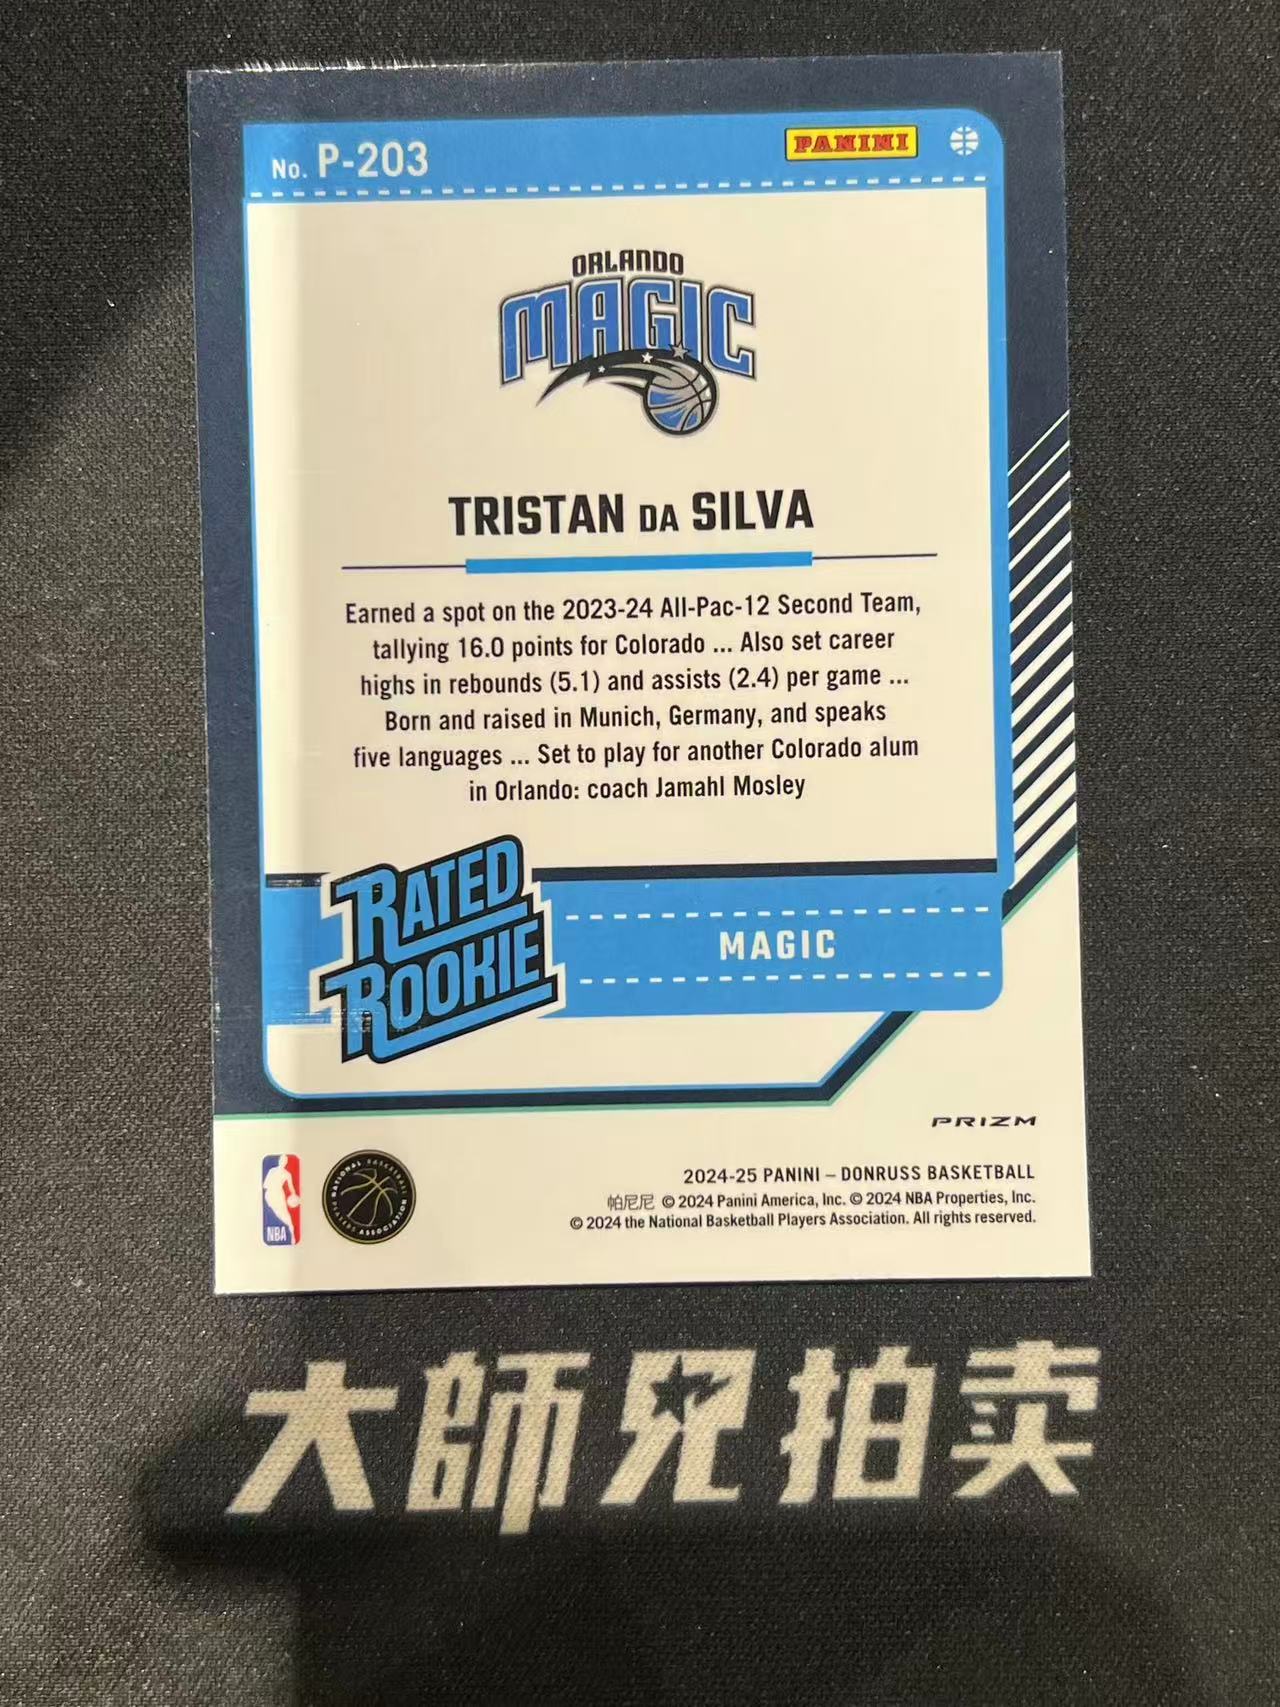 No. P-203
PANINI
ORLANDO
MAGIC
TRISTAN DA SILVA
Earned a spot on the 2023-24 All-Pac-12 Second Team,
tallying 16.0 points for Colorado ... Also set career
highs in rebounds (5.1) and assists (2.4) per game ...
Born and raised in Munich, Germany, and speaks
five languages ... Set to play for another Colorado alum
in Orlando: coach Jamahl Mosley
RATED
ROOKIE
MAGIC
PRIZM
NBA
NATIONAL BASKETBALL
PLAYERS ASSOCIATION
2024-25 PANINI – DONRUSS BASKETBALL
帕尼尼 © 2024 Panini America, Inc. © 2024 NBA Properties, Inc.
© 2024 the National Basketball Players Association. All rights reserved.
大師兄拍卖